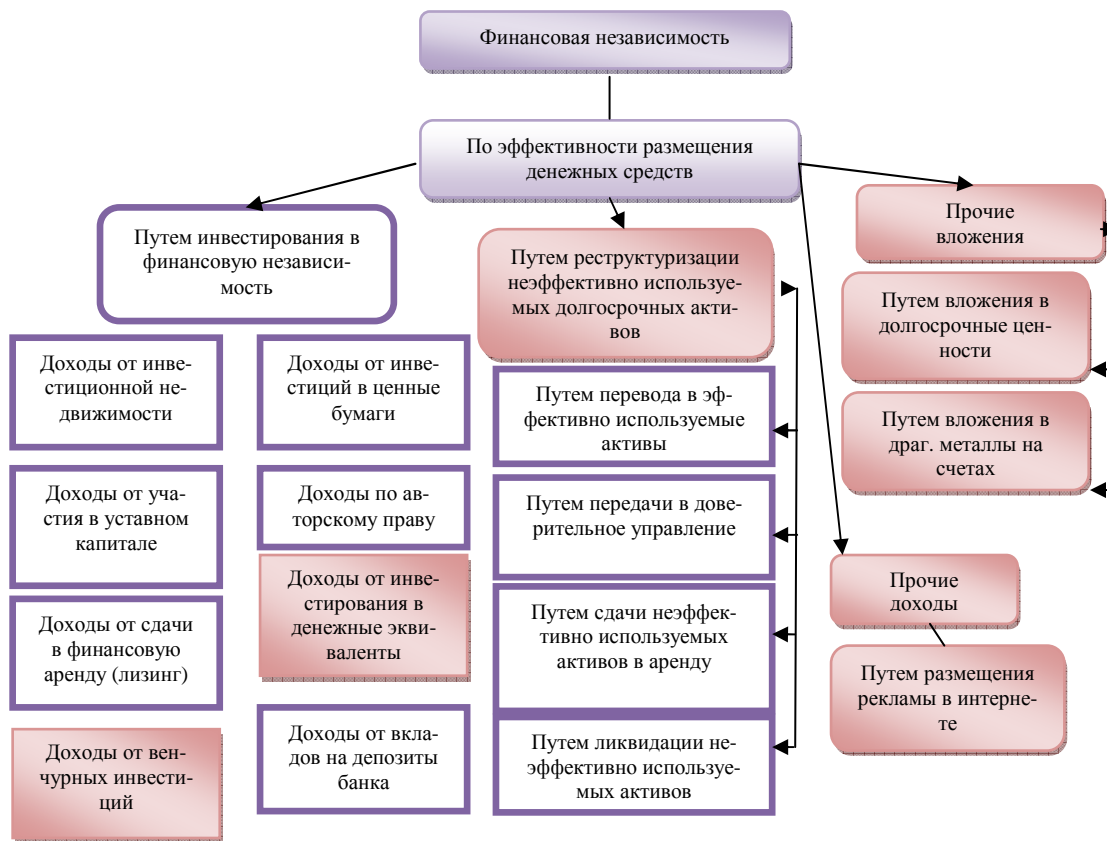 Финансовая независимость
По эффективности размещения
денежных средств
Путем инвестирования в
финансовую независи-
мость
Доходы от инве-
стиционной не-
движимости
Доходы от уча-
стия в уставном
капитале
Доходы от сдачи
в финансовую
аренду (лизинг)
Доходы от вен-
чурных инвести-
ций
Доходы от инве-
стиций в ценные
бумаги
Доходы по ав-
торскому праву
Доходы от инве-
стирования в
денежные экви-
валенты
Доходы от вкла-
дов на депозиты
банка
Путем реструктуризации
неэффективно используе-
мых долгосрочных акти-
вов
Путем перевода в эф-
фективно используемые
активы
Путем передачи в дове-
рительное управление
Путем сдачи неэффек-
тивно используемых
активов в аренду
Путем ликвидации не-
эффективно используе-
мых активов
Прочие
вложения
Путем вложения в
долгосрочные цен-
ности
Путем вложения в
драг. металлы на
счетах
Прочие
доходы
Путем размещения
рекламы в интерне-
те